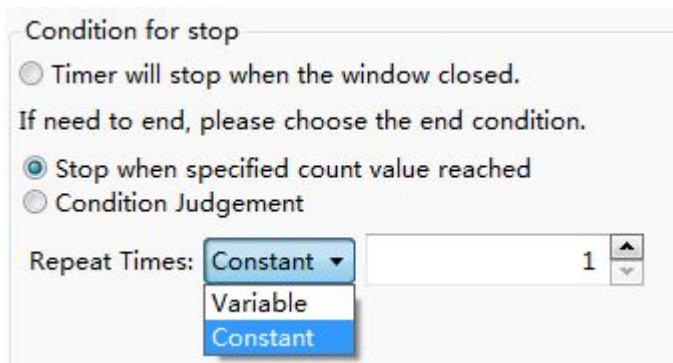 Condition for stop
Timer will stop when the window closed.
If need to end, please choose the end condition.
Stop when specified count value reached
Condition Judgement
Repeat Times: Constant 1
Variable
Constant